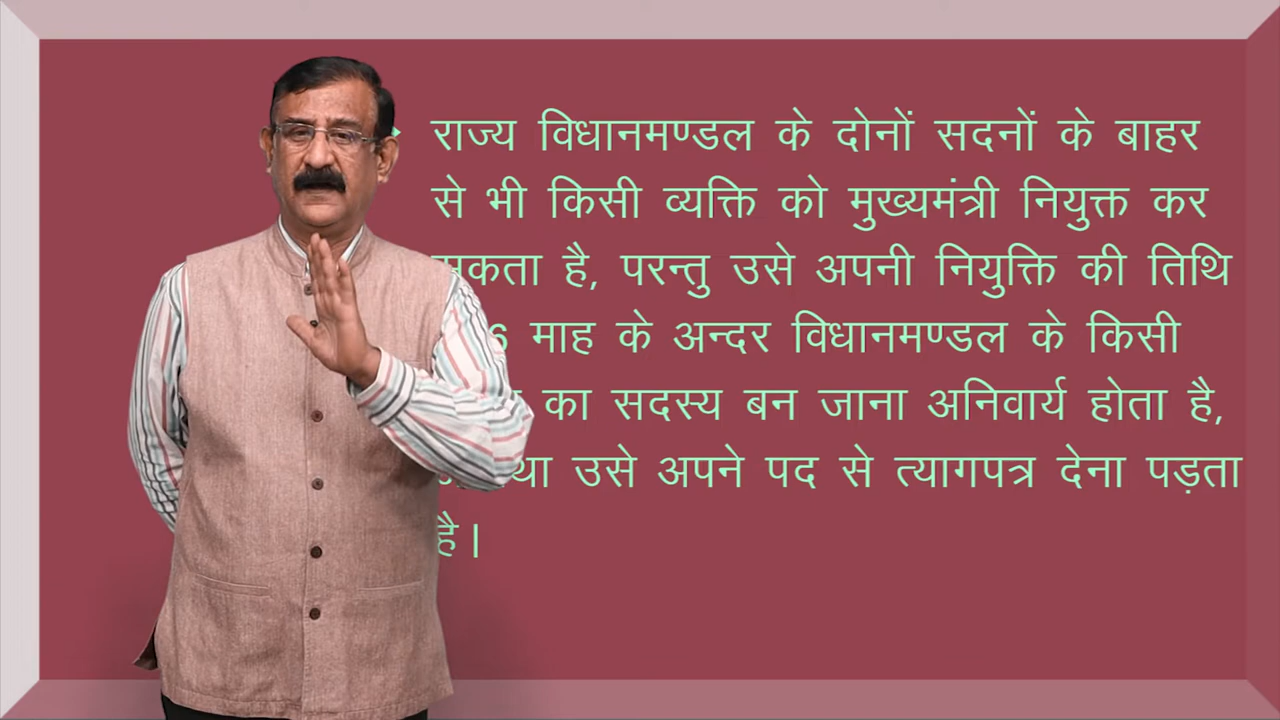 राज्य विधानमण्डल के दोनों सदनों के बाहर
से भी किसी व्यक्ति को मुख्यमंत्री नियुक्त कर
है, परन्तु उसे अपनी नियुक्ति की तिथि
6 माह के अन्दर विधानमण्डल के किसी
का सदस्य बन जाना अनिवार्य होता है,
उसे अपने पद से त्यागपत्र देना पड़ता
है।